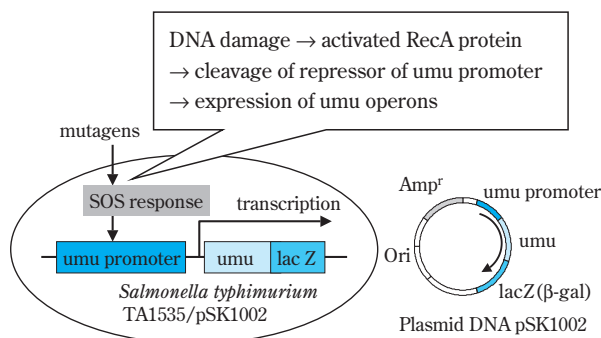 DNA damage → activated RecA protein
→ cleavage of repressor of umu promoter
→ expression of umu operons
mutagens
SOS response
transcription
umu promoter
umu
lac Z
Salmonella typhimurium
TA1535/pSK1002
Ampʳ
umu promoter
umu
Ori
lacZ(β-gal)
Plasmid DNA pSK1002